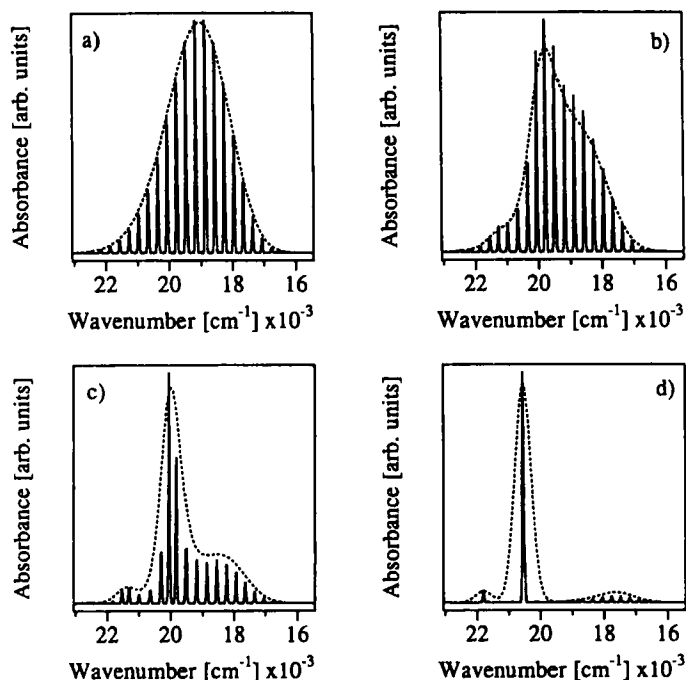 a)
Absorbance [arb. units]
22 20 18 16
Wavenumber [cm-1] x10-3
b)
Absorbance [arb. units]
22 20 18 16
Wavenumber [cm-1] x10-3
c)
Absorbance [arb. units]
22 20 18 16
Wavenumber [cm-1] x10-3
d)
Absorbance [arb. units]
22 20 18 16
Wavenumber [cm-1] x10-3